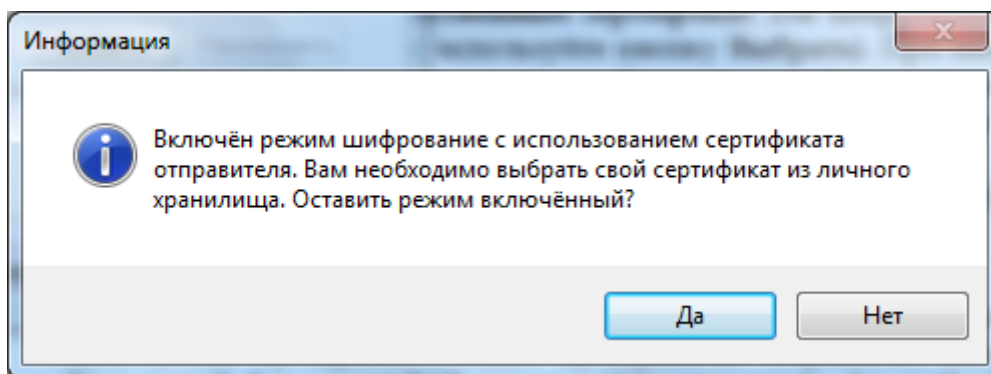 Информация
Включён режим шифрование с использованием сертификата
отправителя. Вам необходимо выбрать свой сертификат из личного
хранилища. Оставить режим включённый?
Да
Нет